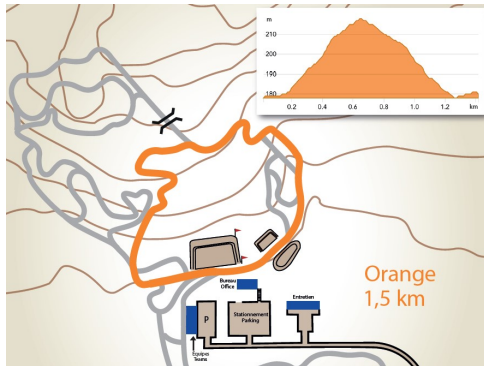 m
210
200
190
180
0.2 0.4 0.6 0.8 1.0 1.2 km
Orange
1,5 km
Bureau
Office
Entretien
P
Stationnement
Parking
Équipes
Teams